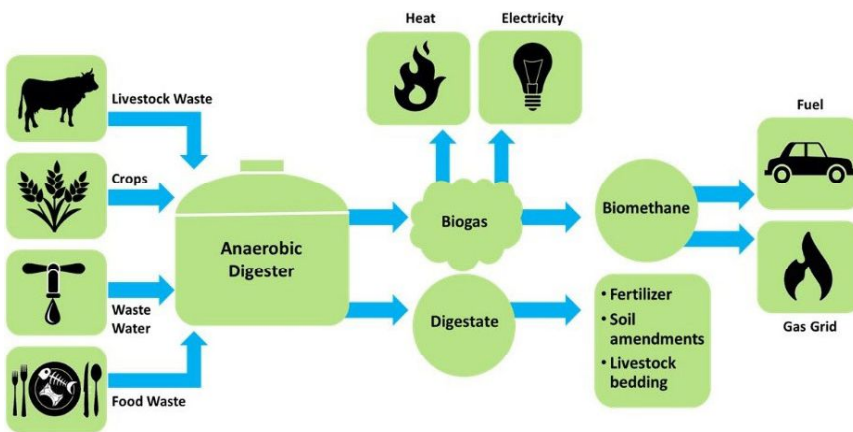 Heat
Electricity
Livestock Waste
Fuel
Crops
Anaerobic
Digester
Biogas
Biomethane
Waste
Water
Digestate
• Fertilizer
• Soil
amendments
• Livestock
bedding
Gas Grid
Food Waste